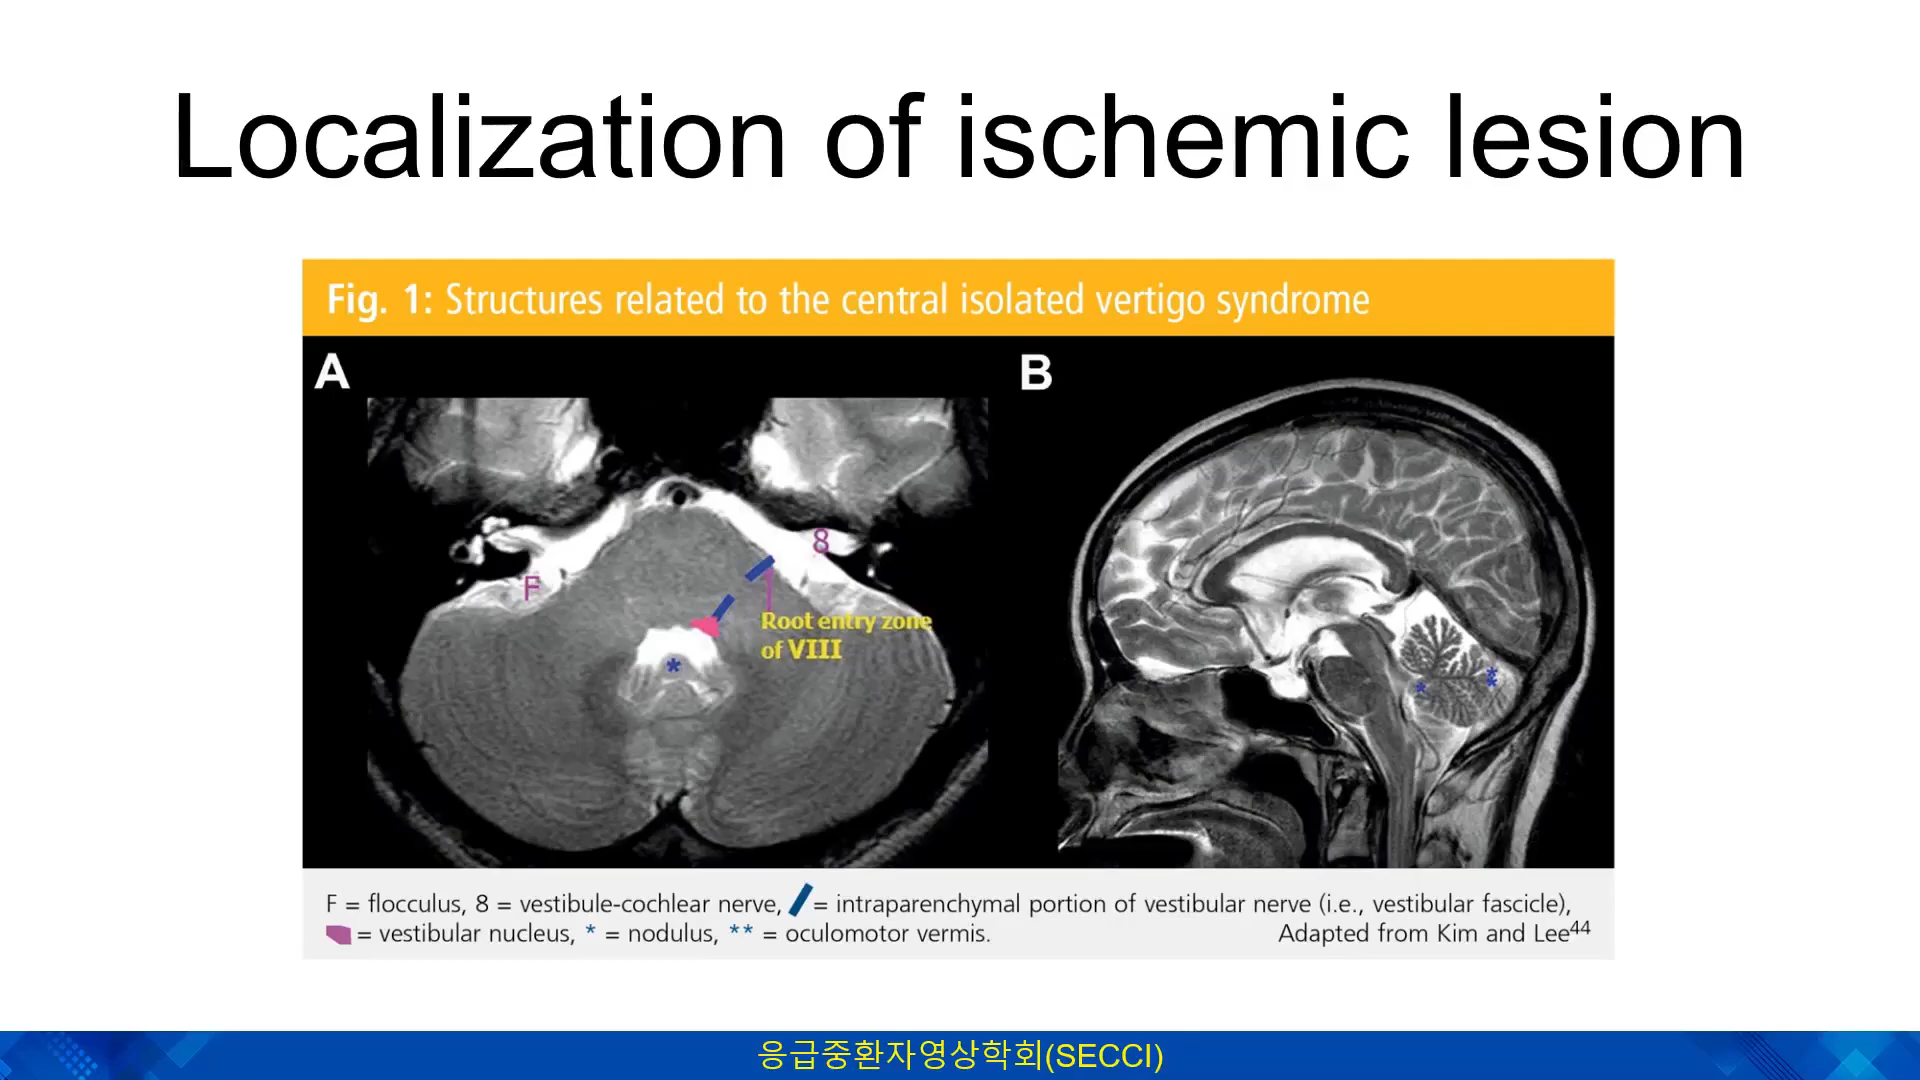 Localization of ischemic lesion
Fig. 1: Structures related to the central isolated vertigo syndrome
A
B
8
F
Root entry zone
of VIII
*
*
**
F = flocculus, 8 = vestibule-cochlear nerve, = intraparenchymal portion of vestibular nerve (i.e., vestibular fascicle),
= vestibular nucleus, * = nodulus, ** = oculomotor vermis.
Adapted from Kim and Lee44
응급중환자영상학회(SECCI)